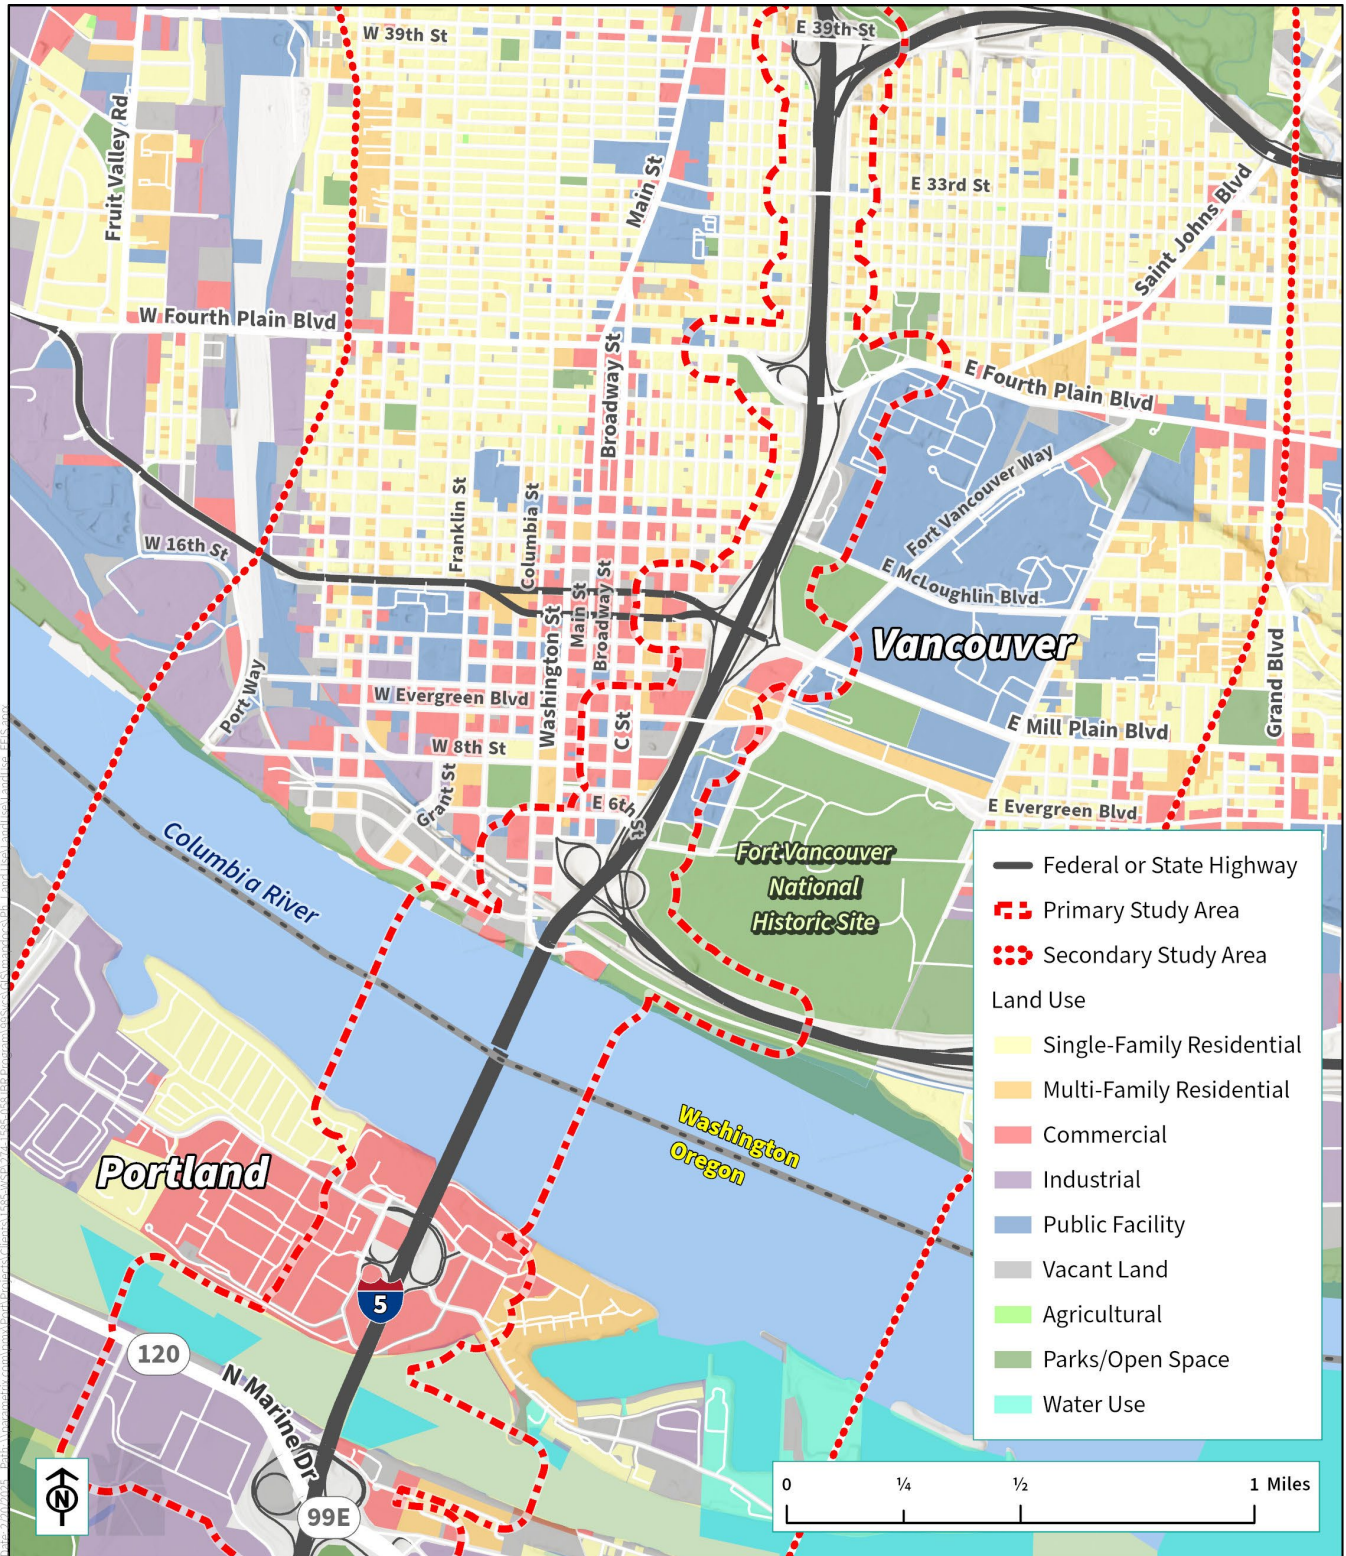 W 39th St
E 39th St
Fruit Valley Rd
Main St
E 33rd St
Saint Johns Blvd
W Fourth Plain Blvd
Broadway St
E Fourth Plain Blvd
Franklin St
Columbia St
Fort Vancouver Way
W 16th St
E McLoughlin Blvd
Washington St
Main St
Broadway St
Vancouver
Grand Blvd
Port Way
W Evergreen Blvd
C St
E Mill Plain Blvd
W 8th St
Grant St
E 6th St
E Evergreen Blvd
Columbia River
Fort Vancouver
National
Historic Site
Washington
Oregon
Portland
5
120
N Marine Dr
99E
N
Federal or State Highway
Primary Study Area
Secondary Study Area
Land Use
Single-Family Residential
Multi-Family Residential
Commercial
Industrial
Public Facility
Vacant Land
Agricultural
Parks/Open Space
Water Use
0 ¼ ½ 1 Miles